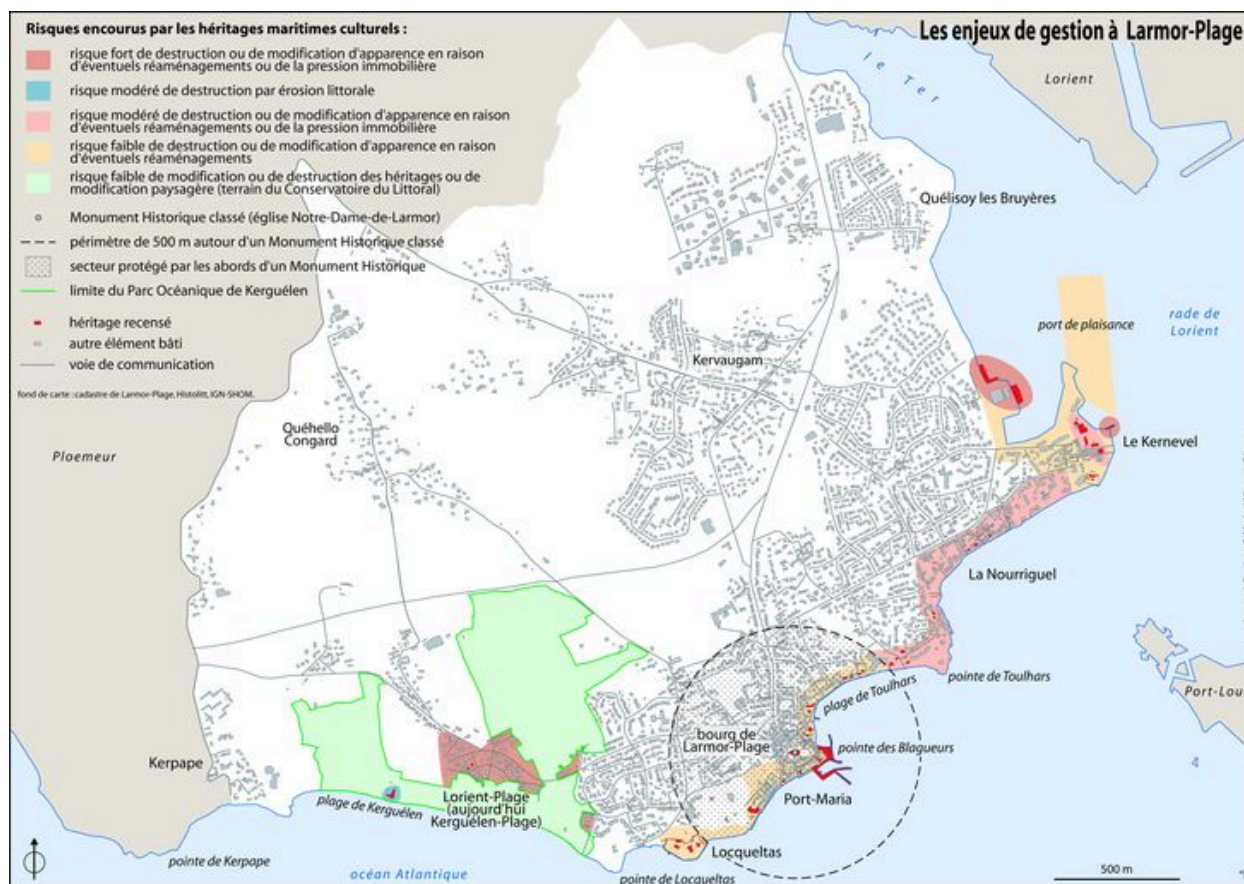 Les enjeux de gestion à Larmor-Plage
Risques encourus par les héritages maritimes culturels :
risque fort de destruction ou de modification d'apparence en raison
d'éventuels réaménagements ou de la pression immobilière
risque modéré de destruction par érosion littorale
risque modéré de destruction ou de modification d'apparence en raison
d'éventuels réaménagements ou de la pression immobilière
risque faible de destruction ou de modification d'apparence en raison
d'éventuels réaménagements
risque faible de modification ou de destruction des héritages ou de
modification paysagère (terrain du Conservatoire du Littoral)
Monument Historique classé (église Notre-Dame-de-Larmor)
périmètre de 500 m autour d'un Monument Historique classé
secteur protégé par les abords d'un Monument Historique
limite du Parc Océanique de Kerguélen
héritage recensé
autre élément bâti
voie de communication
fond de carte : cadastre de Larmor-Plage, Histolitt, IGN-SHOM.
le Ter
Lorient
Quélisoy les Bruyères
port de plaisance
rade de
Lorient
Kervaugam
Quéhello
Congard
Ploemeur
Le Kernevel
La Nourriguel
pointe de Toulhars
Port-Lou
plage de Toulhars
bourg de
Larmor-Plage
pointe des Blagueurs
Port-Maria
Kerpape
plage de Kerguélen
Lorient-Plage
(aujourd'hui
Kerguélen-Plage)
Locqueltas
pointe de Kerpape
océan Atlantique
pointe de Locqueltas
500 m